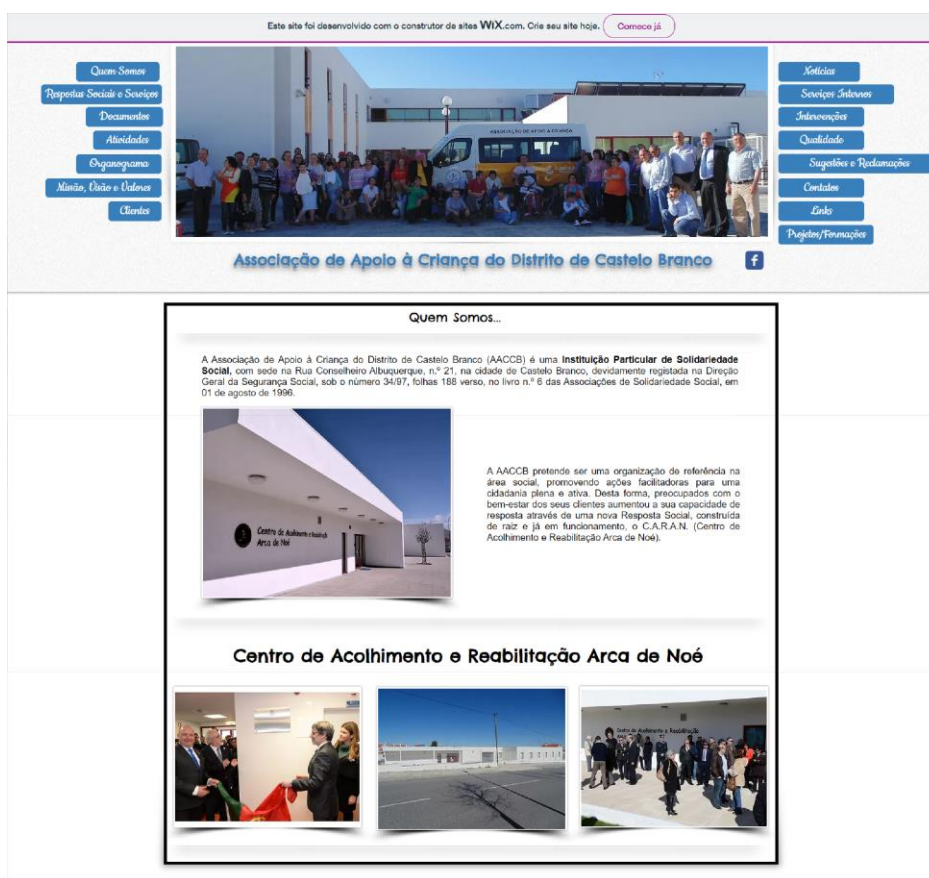 Este site foi desenvolvido com o construtor de sites WiX.com. Crie seu site hoje. Comece já
Quem Somos
Respostas Sociais e Serviços
Documentos
Atividades
Organograma
Missão, Visão e Valores
Clientes
ASSOCIAÇÃO DE APOIO À CRIANÇA
Notícias
Serviços Internos
Intervenções
Qualidade
Sugestões e Reclamações
Contatos
Links
Projetos/Formações
Associação de Apoio à Criança do Distrito de Castelo Branco
f
Quem Somos...
A Associação de Apoio à Criança do Distrito de Castelo Branco (AACCB) é uma Instituição Particular de Solidariedade
Social, com sede na Rua Conselheiro Albuquerque, n.º 21, na cidade de Castelo Branco, devidamente registada na Direção
Geral da Segurança Social, sob o número 34/97, folhas 188 verso, no livro n.º 6 das Associações de Solidariedade Social, em
01 de agosto de 1996.
Centro de Acolhimento e Reabilitação
Arca de Noé
A AACCB pretende ser uma organização de referência na
área social, promovendo ações facilitadoras para uma
cidadania plena e ativa. Desta forma, preocupados com o
bem-estar dos seus clientes aumentou a sua capacidade de
resposta através de uma nova Resposta Social, construída
de raiz e já em funcionamento, o C.A.R.A.N. (Centro de
Acolhimento e Reabilitação Arca de Noé).
Centro de Acolhimento e Reabilitação Arca de Noé
Centro de Acolhimento e Reabilitação